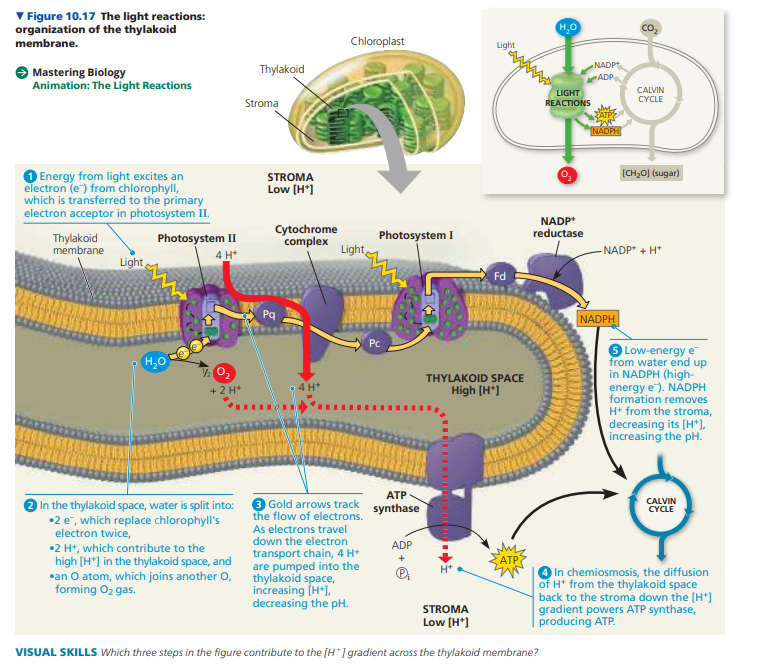 ▼ Figure 10.17 The light reactions:
organization of the thylakoid
membrane.
Mastering Biology
Animation: The Light Reactions
Chloroplast
Thylakoid
Stroma
H₂O
CO₂
Light
NADP⁺
ADP
LIGHT
REACTIONS
CALVIN
CYCLE
ATP
NADPH
O₂
[CH₂O] (sugar)
1 Energy from light excites an
electron (e⁻) from chlorophyll,
which is transferred to the primary
electron acceptor in photosystem II.
STROMA
Low [H⁺]
Thylakoid
membrane
Light
Photosystem II
4 H⁺
Cytochrome
complex
Light
Photosystem I
NADP⁺
reductase
NADP⁺ + H⁺
Fd
Pq
Pc
NADPH
H₂O
e⁻
e⁻
½ O₂
+ 2 H⁺
4 H⁺
THYLAKOID SPACE
High [H⁺]
5 Low-energy e⁻
from water end up
in NADPH (high-
energy e⁻). NADPH
formation removes
H⁺ from the stroma,
decreasing its [H⁺],
increasing the pH.
2 In the thylakoid space, water is split into:
•2 e⁻, which replace chlorophyll's
electron twice,
•2 H⁺, which contribute to the
high [H⁺] in the thylakoid space, and
•an O atom, which joins another O,
forming O₂ gas.
3 Gold arrows track
the flow of electrons.
As electrons travel
down the electron
transport chain, 4 H⁺
are pumped into the
thylakoid space,
increasing [H⁺],
decreasing the pH.
ATP
synthase
ADP
+
Pᵢ
H⁺
ATP
CALVIN
CYCLE
4 In chemiosmosis, the diffusion
of H⁺ from the thylakoid space
back to the stroma down the [H⁺]
gradient powers ATP synthase,
producing ATP.
STROMA
Low [H⁺]
VISUAL SKILLS Which three steps in the figure contribute to the [H⁺] gradient across the thylakoid membrane?